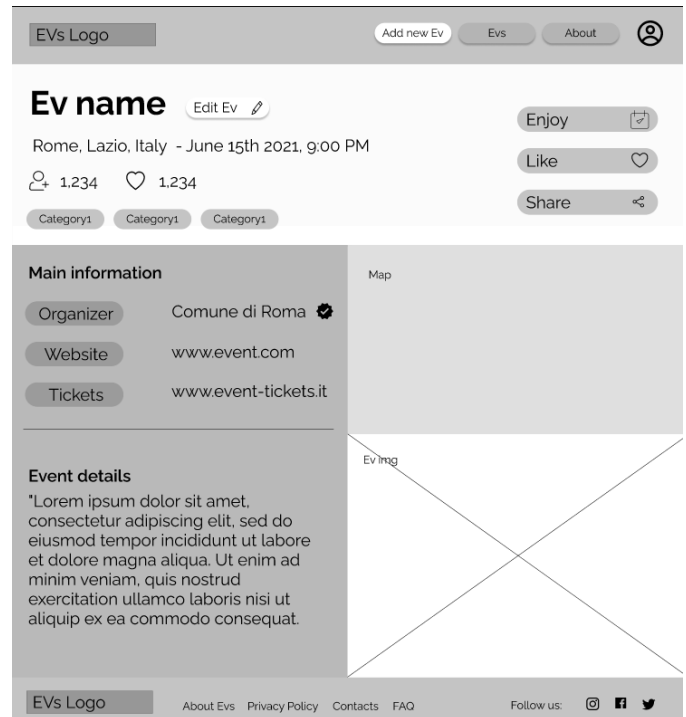 EVs Logo
Add new Ev
Evs
About
Ev name
Edit Ev
Rome, Lazio, Italy - June 15th 2021, 9:00 PM
1,234
1,234
Category1
Category1
Category1
Enjoy
Like
Share
Main information
Organizer
Comune di Roma
Website
www.event.com
Tickets
www.event-tickets.it
Map
Ev img
Event details
"Lorem ipsum dolor sit amet,
consectetur adipiscing elit, sed do
eiusmod tempor incididunt ut labore
et dolore magna aliqua. Ut enim ad
minim veniam, quis nostrud
exercitation ullamco laboris nisi ut
aliquip ex ea commodo consequat.
EVs Logo
About Evs
Privacy Policy
Contacts
FAQ
Follow us: